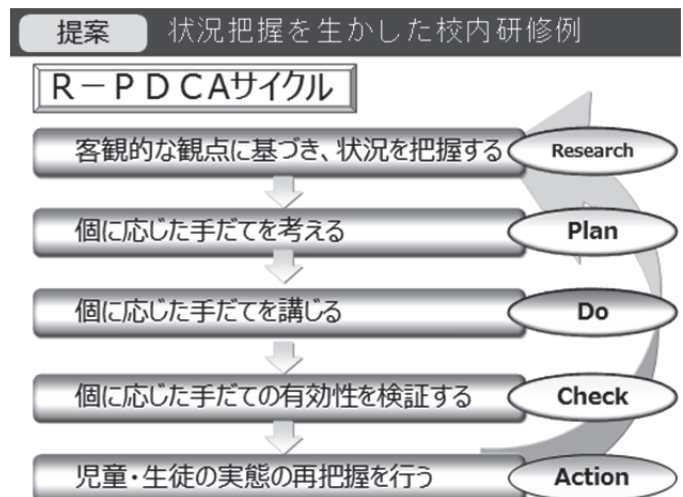 提案 状況把握を生かした校内研修例
R－PDCAサイクル
客観的な観点に基づき、状況を把握する Research
個に応じた手だてを考える Plan
個に応じた手だてを講じる Do
個に応じた手だての有効性を検証する Check
児童・生徒の実態の再把握を行う Action